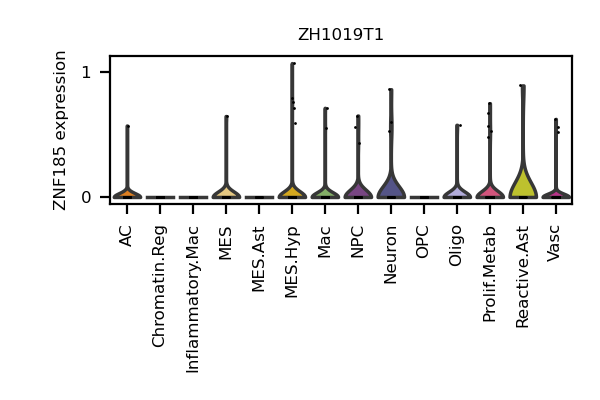 ZH1019T1
ZNF185 expression
1
0
AC
Chromatin.Reg
Inflammatory.Mac
MES
MES.Ast
MES.Hyp
Mac
NPC
Neuron
OPC
Oligo
Prolif.Metab
Reactive.Ast
Vasc